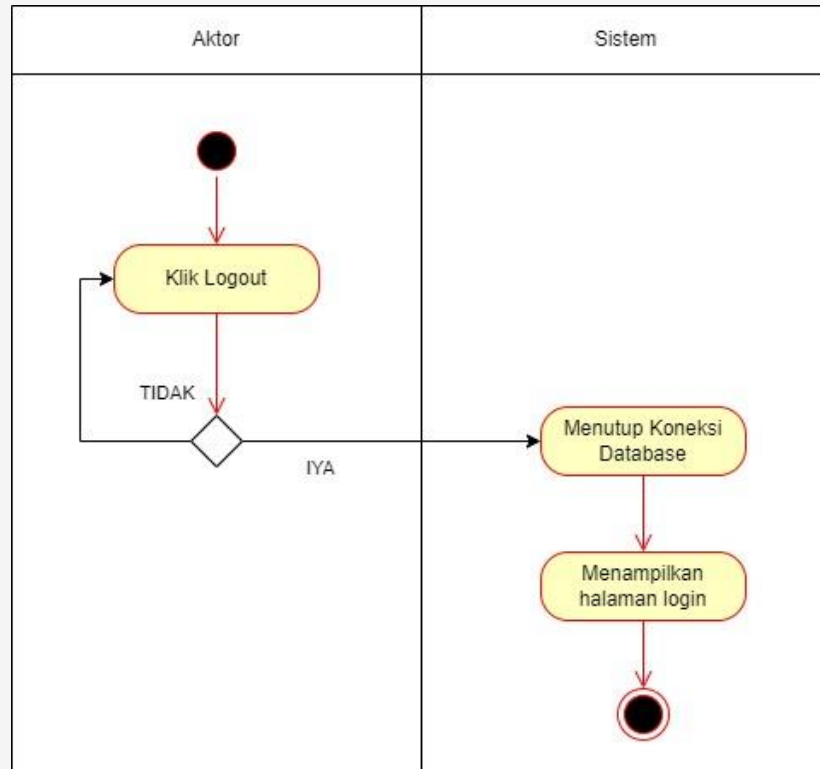 Aktor
Sistem
Klik Logout
TIDAK
IYA
Menutup Koneksi
Database
Menampilkan
halaman login